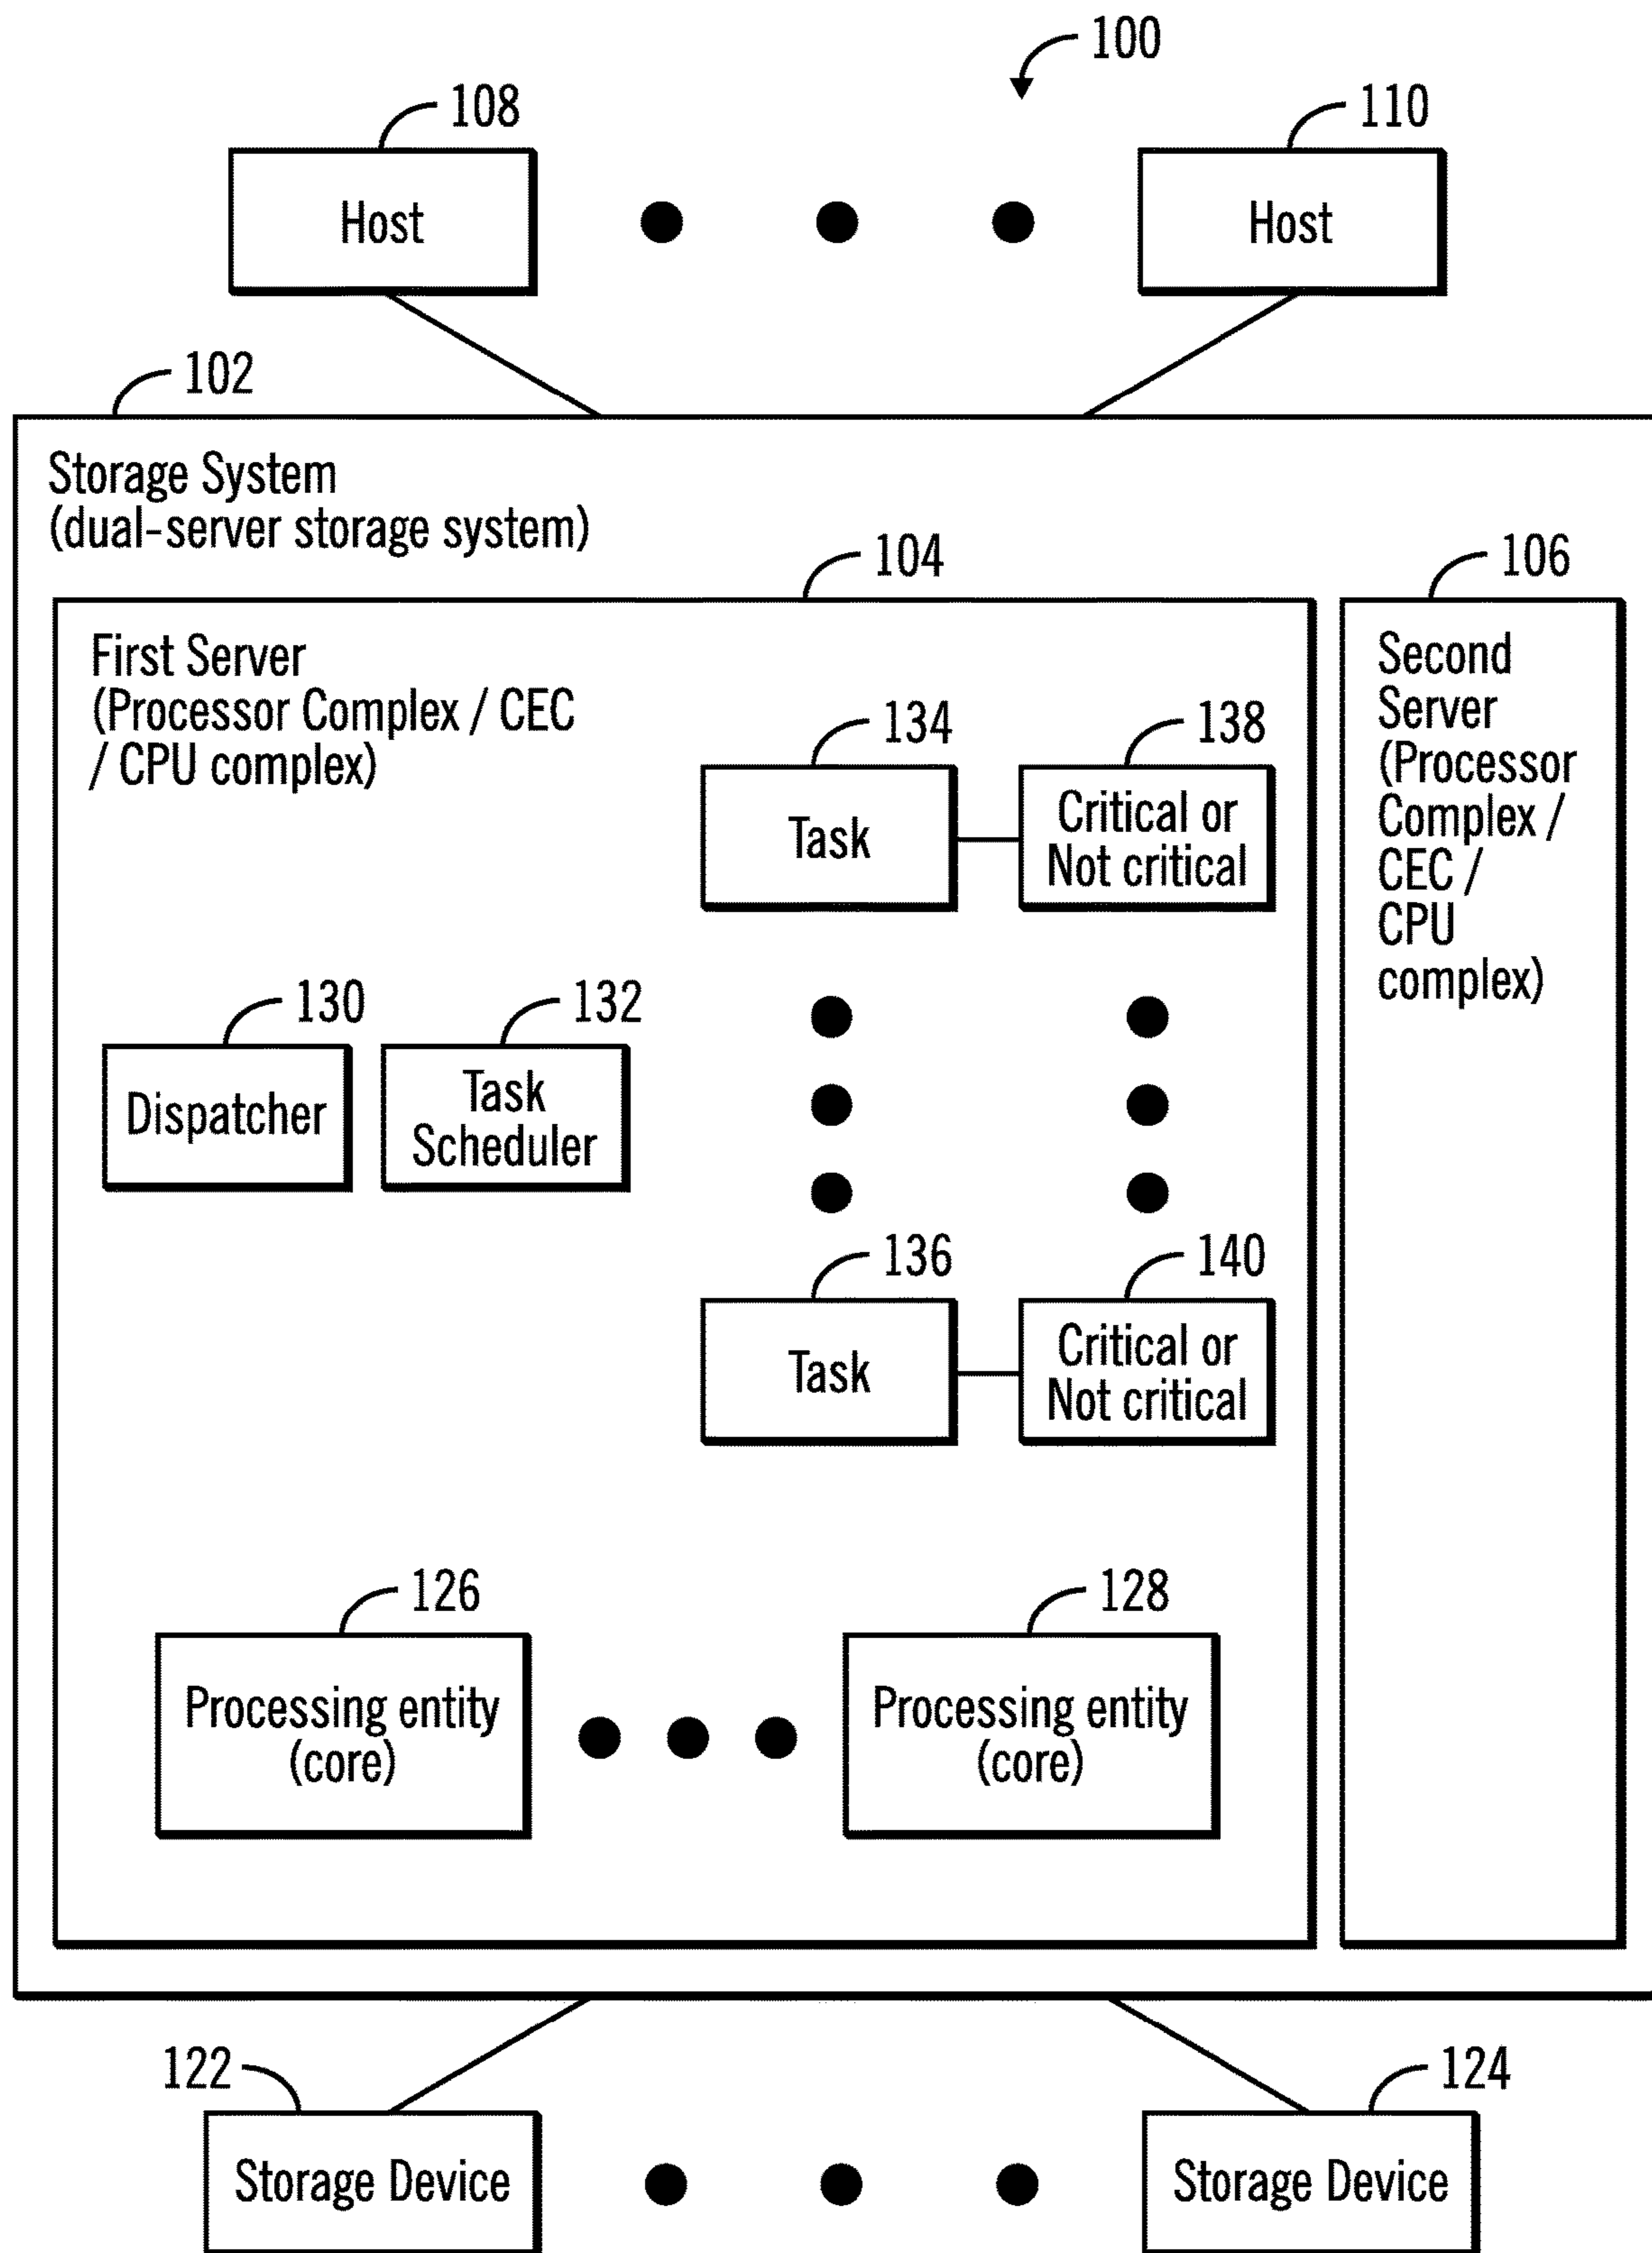 100
108
110
Host
Host
102
Storage System
(dual-server storage system)
104
106
First Server
(Processor Complex / CEC
/ CPU complex)
Second
Server
(Processor
Complex /
CEC /
CPU
complex)
134
138
Task
Critical or
Not critical
130
132
Dispatcher
Task
Scheduler
136
140
Task
Critical or
Not critical
126
128
Processing entity
(core)
Processing entity
(core)
122
124
Storage Device
Storage Device